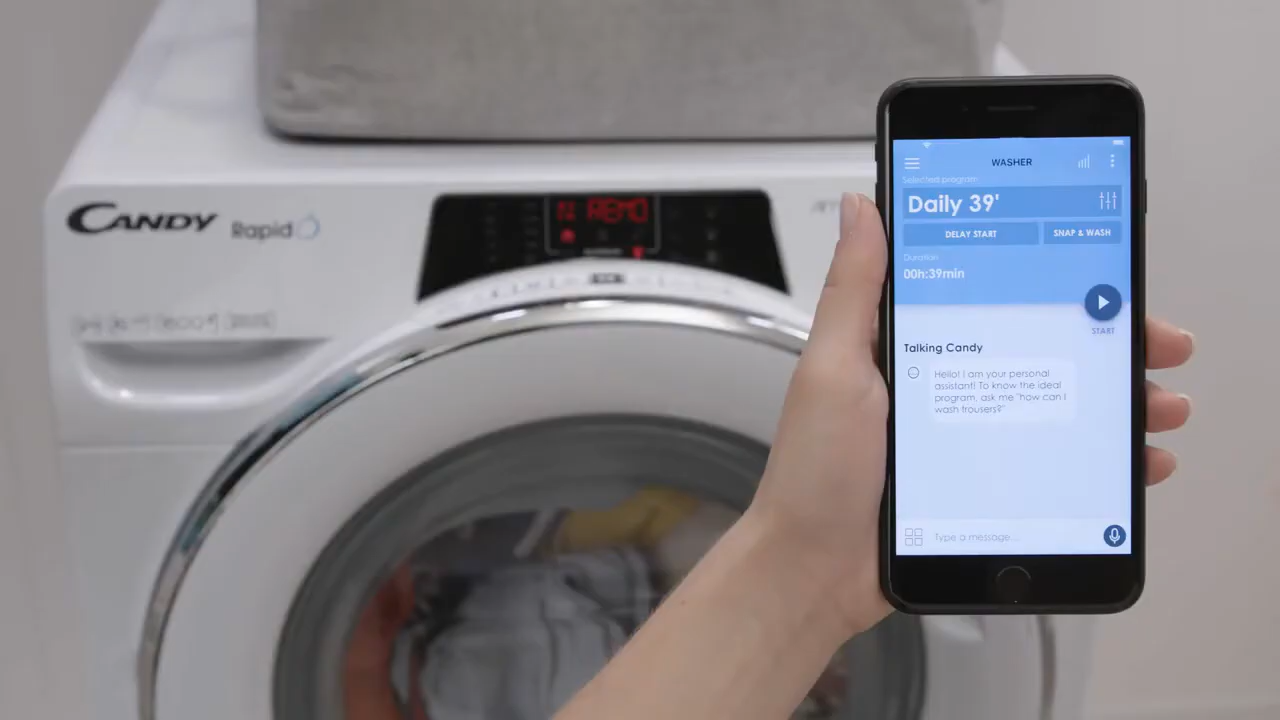 CANDY
Rapid
REMO
WASHER
Selected program
Daily 39'
DELAY START
SNAP & WASH
Duration
00h:39min
START
Talking Candy
Hello! I am your personal
assistant! To know the ideal
program, ask me "how can I
wash trousers?"
Type a message...